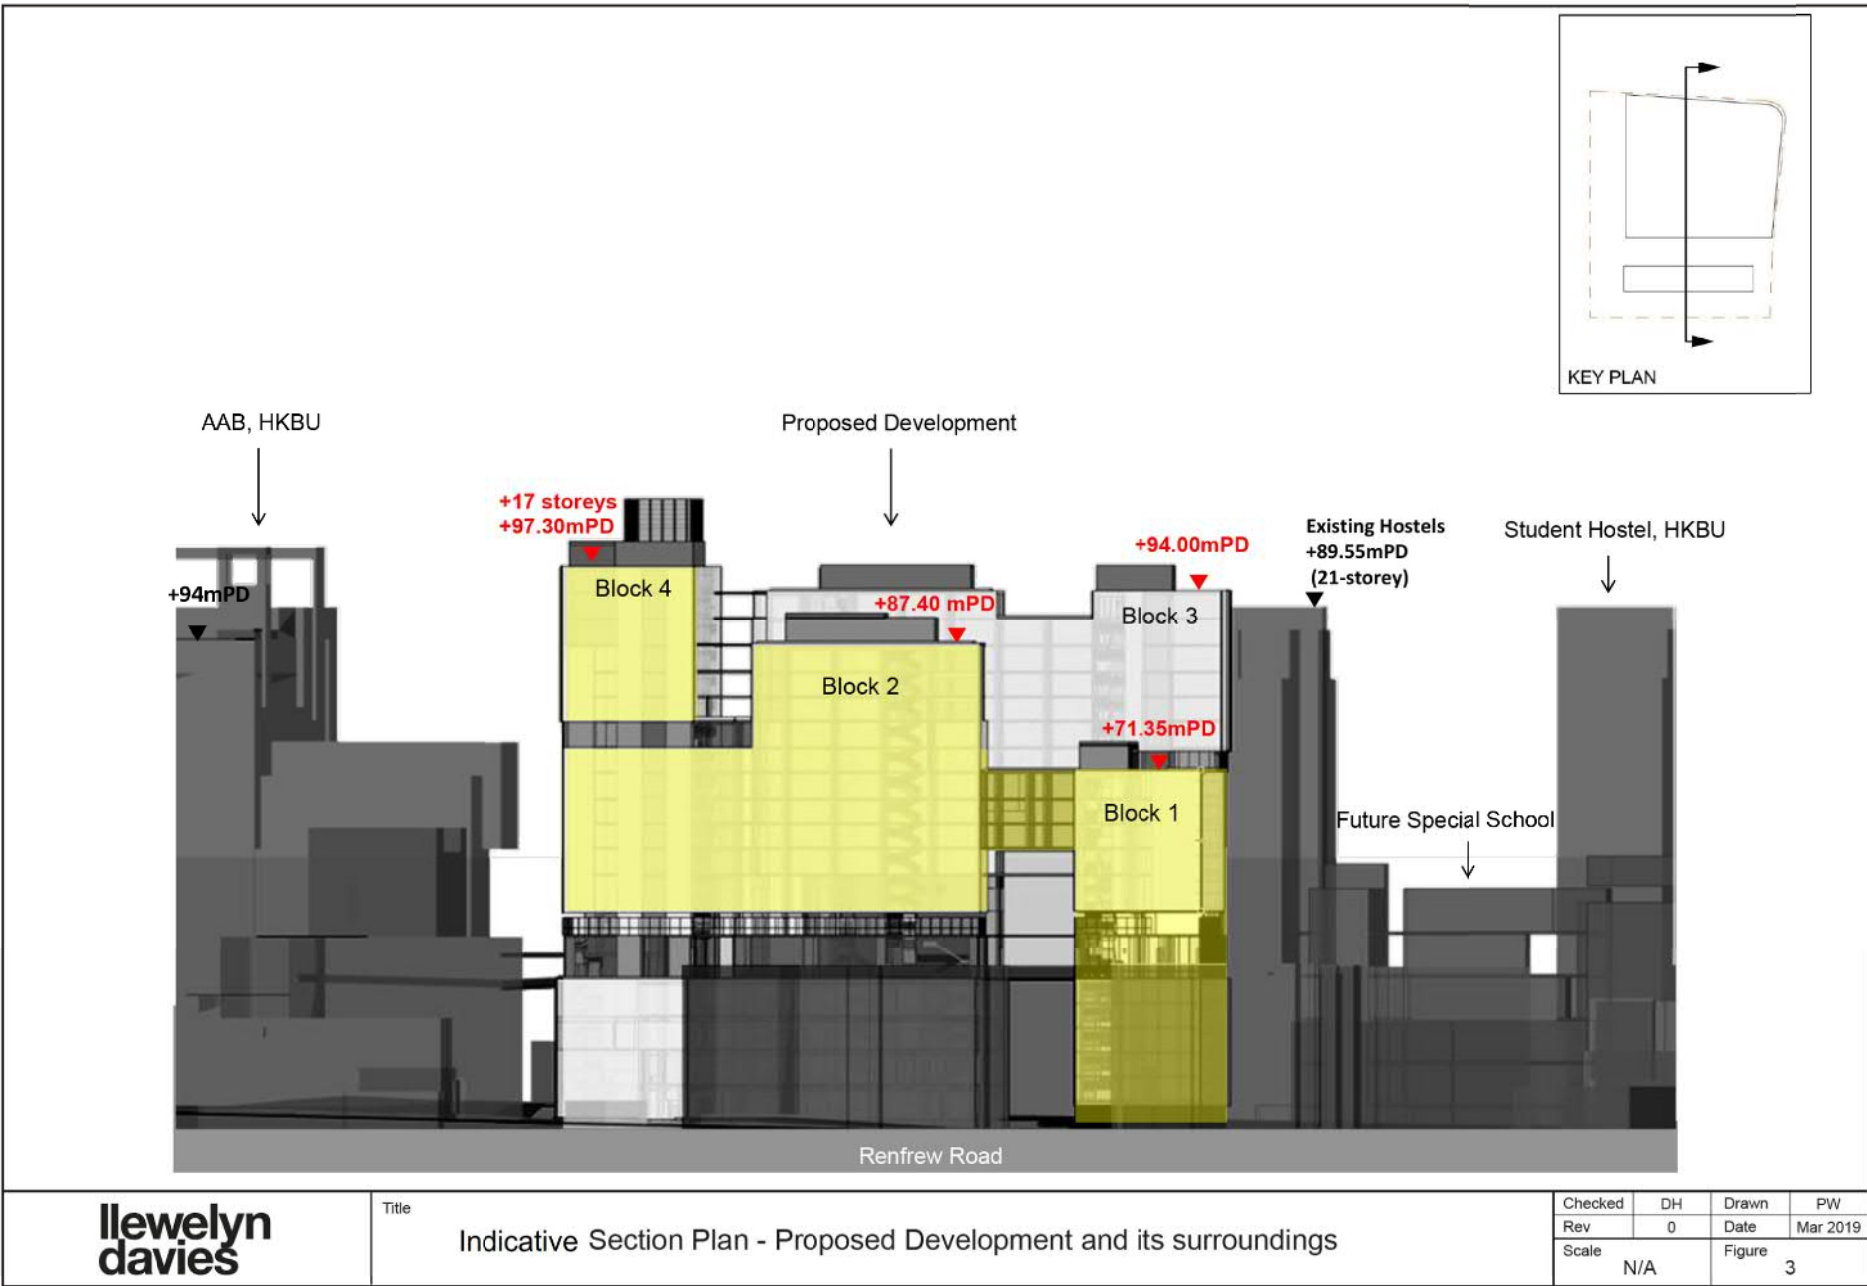 KEY PLAN
AAB, HKBU
Proposed Development
+17 storeys
+97.30mPD
+94.00mPD
Existing Hostels
+89.55mPD
(21-storey)
Student Hostel, HKBU
+94mPD
Block 4
+87.40 mPD
Block 3
Block 2
+71.35mPD
Block 1
Future Special School
Renfrew Road
llewelyn
davies
Title
Indicative Section Plan - Proposed Development and its surroundings
Checked DH Drawn PW
Rev 0 Date Mar 2019
Scale N/A Figure 3